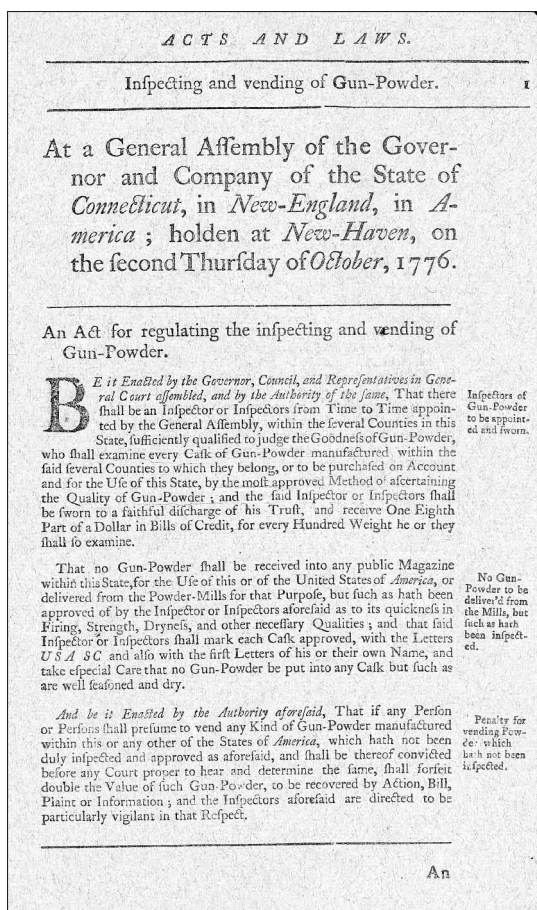 ACTS AND LAWS.
Inſpecting and vending of Gun-Powder. 1
At a General Aſſembly of the Gover-
nor and Company of the State of
Connecticut, in New-England, in A-
merica ; holden at New-Haven, on
the ſecond Thurſday of October, 1776.
An Act for regulating the inſpecting and vending of
Gun-Powder.
BE it Enacted by the Governor, Council, and Repreſentatives in Gene-
ral Court aſſembled, and by the Authority of the ſame, That there
ſhall be an Inſpector or Inſpectors from Time to Time appoin-
ted by the General Aſſembly, within the ſeveral Counties in this
State, ſufficiently qualified to judge the Goodneſs of Gun-Powder,
who ſhall examine every Caſk of Gun-Powder manufactured within the
ſaid ſeveral Counties to which they belong, or to be purchaſed on Account
and for the Uſe of this State, by the moſt approved Method of aſcertaining
the Quality of Gun-Powder ; and the ſaid Inſpector or Inſpectors ſhall
be ſworn to a faithful diſcharge of his Truſt, and receive One Eighth
Part of a Dollar in Bills of Credit, for every Hundred Weight he or they
ſhall ſo examine.
Inſpectors of
Gun-Powder
to be appoint-
ed and ſworn.
That no Gun-Powder ſhall be received into any public Magazine
within this State, for the Uſe of this or of the United States of America, or
delivered from the Powder-Mills for that Purpoſe, but ſuch as hath been
approved of by the Inſpector or Inſpectors aforeſaid as to its quickneſs in
Firing, Strength, Dryneſs, and other neceſſary Qualities ; and that ſaid
Inſpector or Inſpectors ſhall mark each Caſk approved, with the Letters
USA SC and alſo with the firſt Letters of his or their own Name, and
take eſpecial Care that no Gun-Powder be put into any Caſk but ſuch as
are well ſeaſoned and dry.
No Gun-
Powder to be
deliver'd from
the Mills, but
ſuch as hath
been inſpect-
ed.
And be it Enacted by the Authority aforeſaid, That if any Perſon
or Perſons ſhall preſume to vend any Kind of Gun-Powder manufactured
within this or any other of the States of America, which hath not been
duly inſpected and approved as aforeſaid, and ſhall be thereof convicted
before any Court proper to hear and determine the ſame, ſhall forfeit
double the Value of ſuch Gun-Powder, to be recovered by Action, Bill,
Plaint or Information ; and the Inſpectors aforeſaid are directed to be
particularly vigilant in that Reſpect.
Penalty for
vending Pow-
der which
hath not been
inſpected.
An